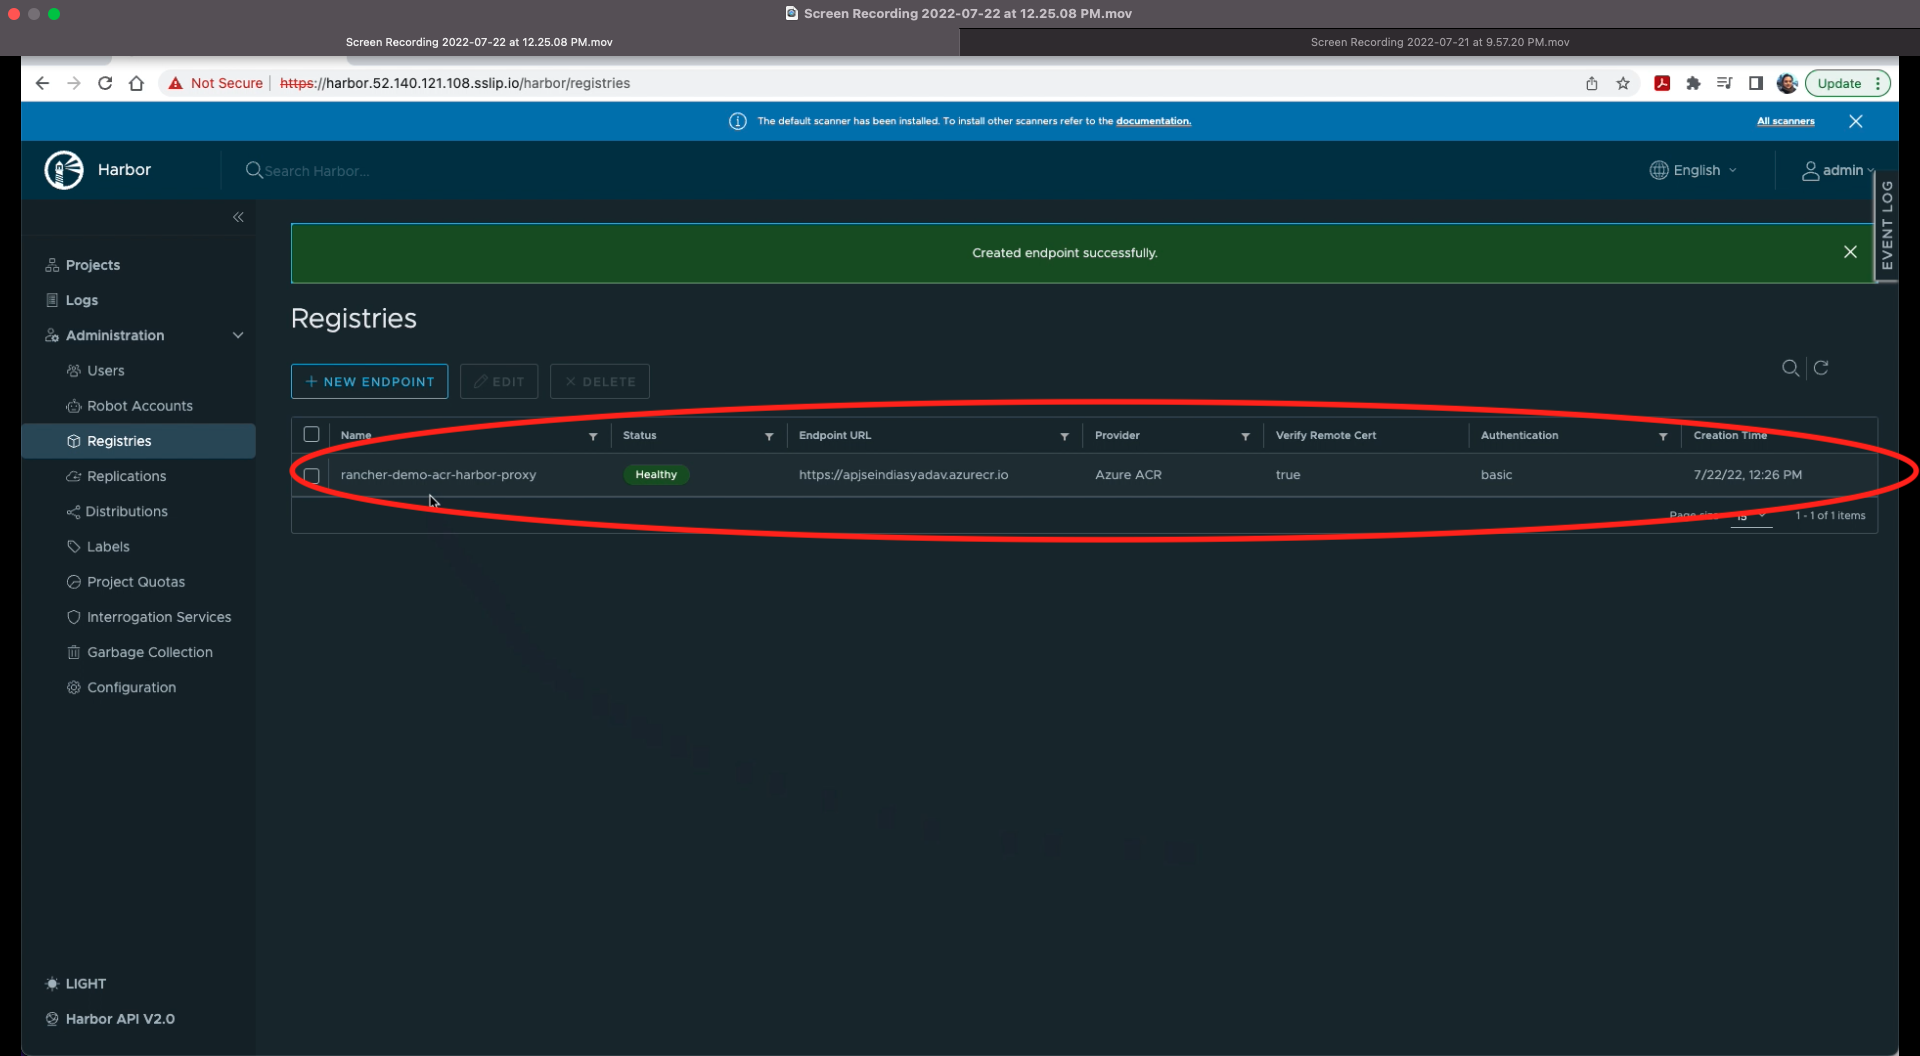 Screen Recording 2022-07-22 at 12.25.08 PM.mov
Screen Recording 2022-07-22 at 12.25.08 PM.mov
Screen Recording 2022-07-21 at 9.57.20 PM.mov
Not Secure
https://harbor.52.140.121.108.sslip.io/harbor/registries
Update
The default scanner has been installed. To install other scanners refer to the documentation.
All scanners
Harbor
Search Harbor...
English
admin
EVENT LOG
Projects
Logs
Administration
Users
Robot Accounts
Registries
Replications
Distributions
Labels
Project Quotas
Interrogation Services
Garbage Collection
Configuration
LIGHT
Harbor API V2.0
Created endpoint successfully.
Registries
+ NEW ENDPOINT
EDIT
DELETE
Name Status Endpoint URL Provider Verify Remote Cert Authentication Creation Time
rancher-demo-acr-harbor-proxy Healthy https://apjseindiasyadav.azurecr.io Azure ACR true basic 7/22/22, 12:26 PM
Page size 15 1 - 1 of 1 items